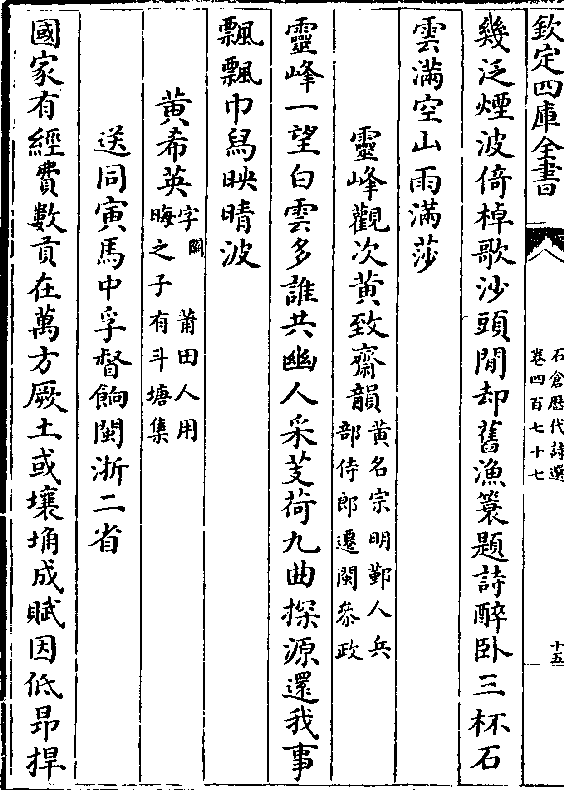 欽定四庫全書
石倉歷代詩選
卷四百七十七
十五
幾泛煙波倚棹歌沙頭閒却舊漁簑題詩醉卧三杯石
雲滿空山雨滿莎
靈峰觀次黄致齋韻黄名宗明鄞人兵
部侍郎遷閩叅政
靈峰一望白雲多誰共幽人采芰荷九曲探源還我事
飄飄巾舄映晴波
黄希英字闕 莆田人用
晦之子有斗塘集
送同寅馬中孚督餉閩浙二省
國家有經費數貢在萬方厥土或壤埆成賦因低昂捍